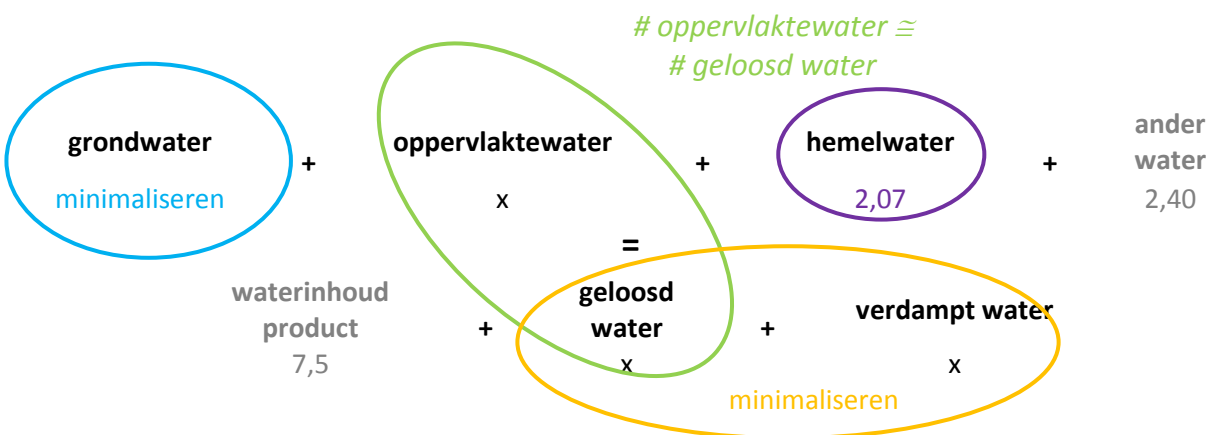 # oppervlaktewater ≅
# geloosd water
grondwater + oppervlaktewater + hemelwater + ander water
minimaliseren x 2,07 2,40
=
waterinhoud product + geloosd water + verdampt water
7,5 x x
minimaliseren